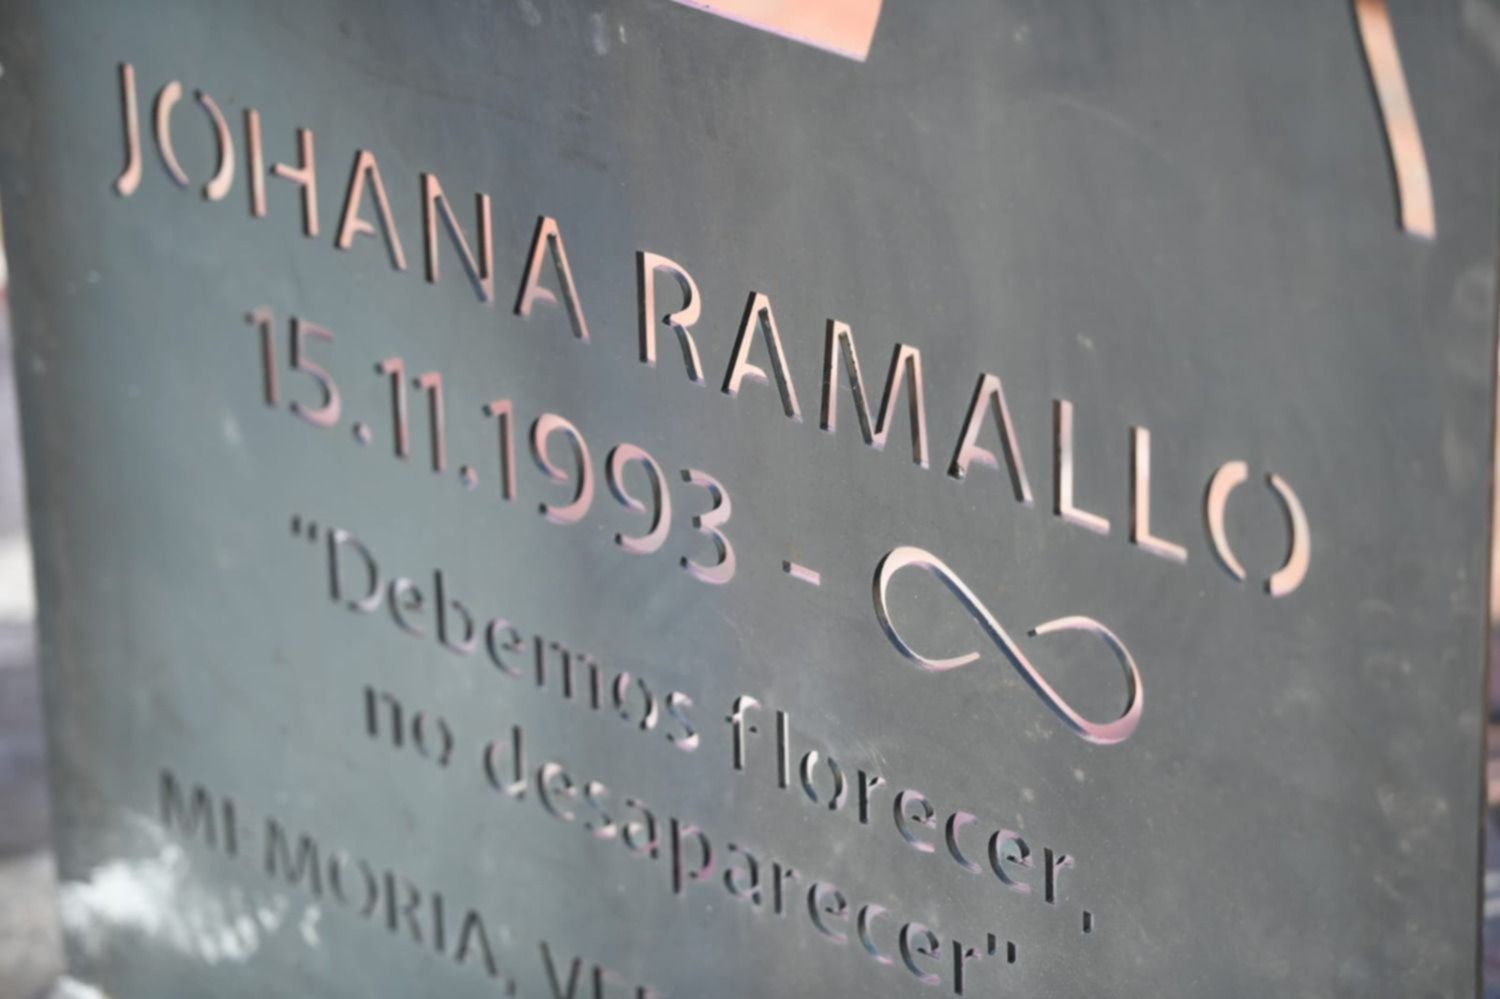 JOHANA RAMALLO
15.11.1993 - ∞
“Debemos florecer,
no desaparecer"
MEMORIA,